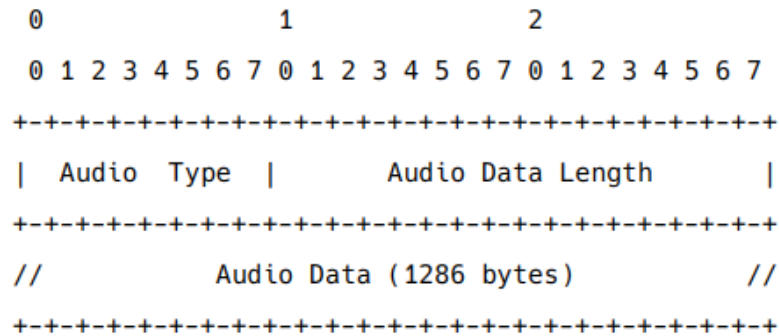 0 1 2
0 1 2 3 4 5 6 7 0 1 2 3 4 5 6 7 0 1 2 3 4 5 6 7
+-+-+-+-+-+-+-+-+-+-+-+-+-+-+-+-+-+-+-+-+-+-+-+-+
| Audio Type | Audio Data Length |
+-+-+-+-+-+-+-+-+-+-+-+-+-+-+-+-+-+-+-+-+-+-+-+-+
// Audio Data (1286 bytes) //
+-+-+-+-+-+-+-+-+-+-+-+-+-+-+-+-+-+-+-+-+-+-+-+-+